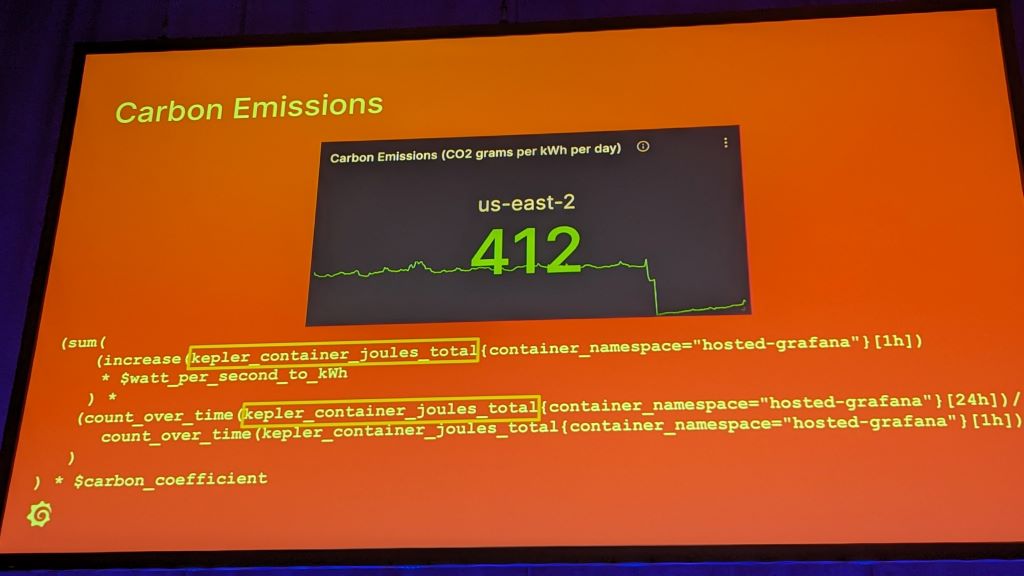 Carbon Emissions
Carbon Emissions (CO2 grams per kWh per day)
us-east-2
412
(sum(
(increase(kepler_container_joules_total{container_namespace="hosted-grafana"}[1h])
* $watt_per_second_to_kWh
) *
(count_over_time(kepler_container_joules_total{container_namespace="hosted-grafana"}[24h])/
count_over_time(kepler_container_joules_total{container_namespace="hosted-grafana"}[1h])
)
) * $carbon_coefficient